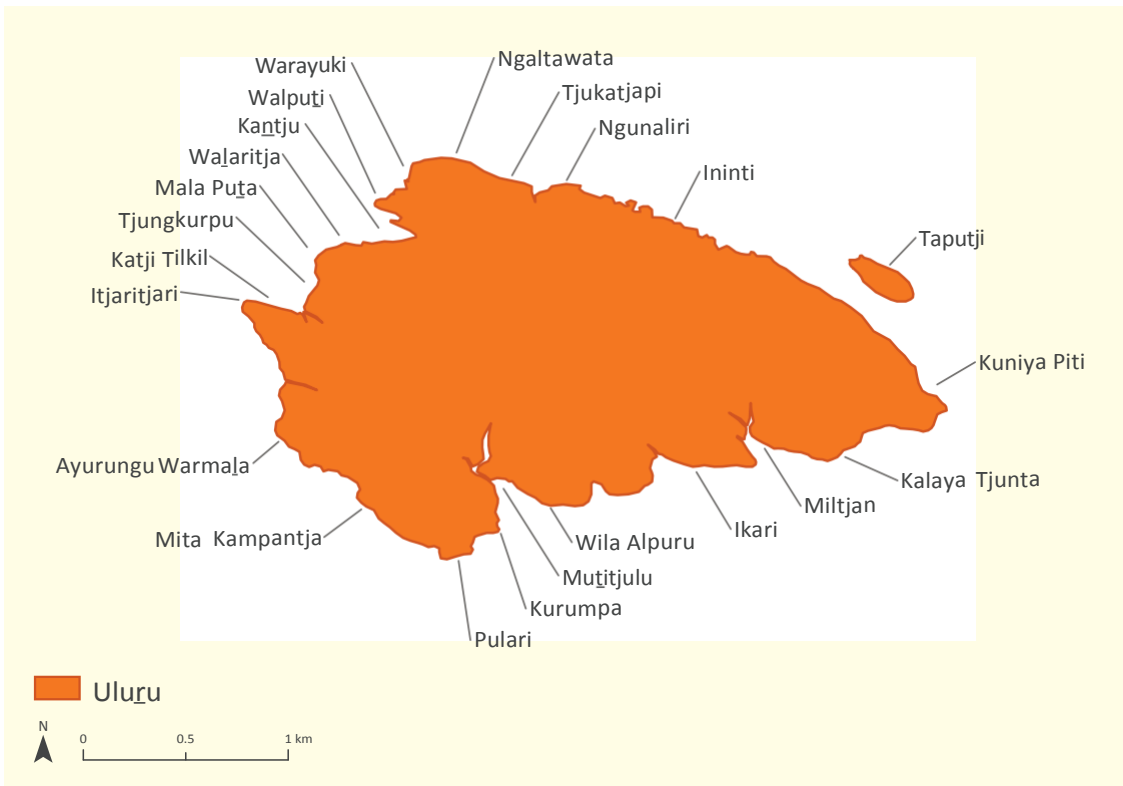 Ngaltawata
Warayuki
Tjukatjapi
Walpuṯi
Kaṉtju
Ngunaliri
Waḻaritja
Ininti
Mala Puṯa
Tjungkurpu
Taputji
Katji Tilkil
Itjaritjari
Kuniya Piti
Ayurungu Warmaḻa
Kalaya Tjunta
Miltjan
Ikari
Mita Kampantja
Wila Alpuru
Muṯitjulu
Kurumpa
Pulari
Uluṟu
N
0 0.5 1 km